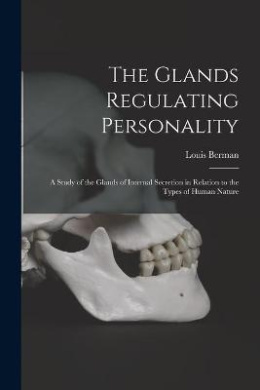 The Glands
Regulating
Personality
Louis Berman
A Study of the Glands of Internal Secretion in Relation to the
Types of Human Nature